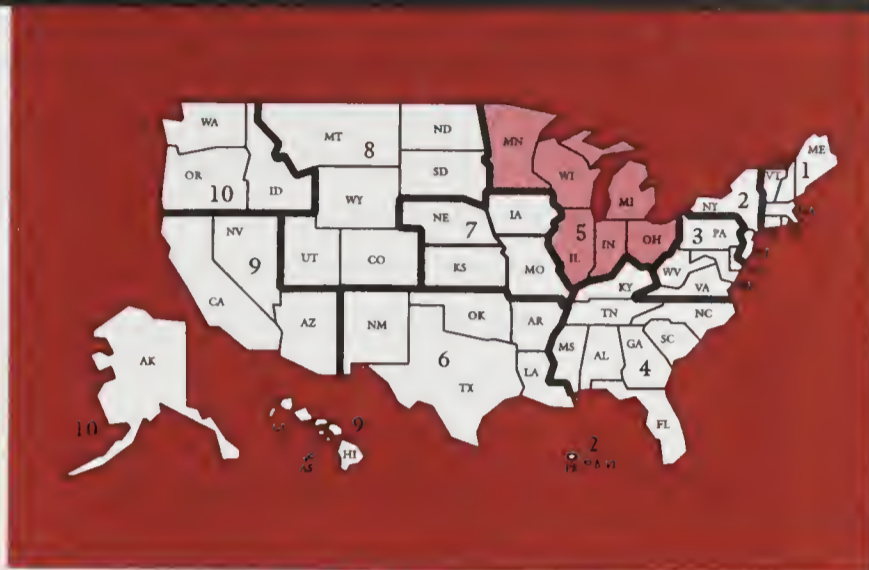 WA
MT
ND
MN
ME
8
VT
1
OR
SD
WI
10
ID
MI
NY
2
WY
NV
NE
IA
5
3
PA
7
OH
IL
IN
9
UT
CO
WV
KS
MO
KY
VA
CA
TN
NC
AZ
NM
OK
AR
SC
6
MS
AL
GA
4
AK
LA
TX
FL
10
9
2
HI
AS
PR